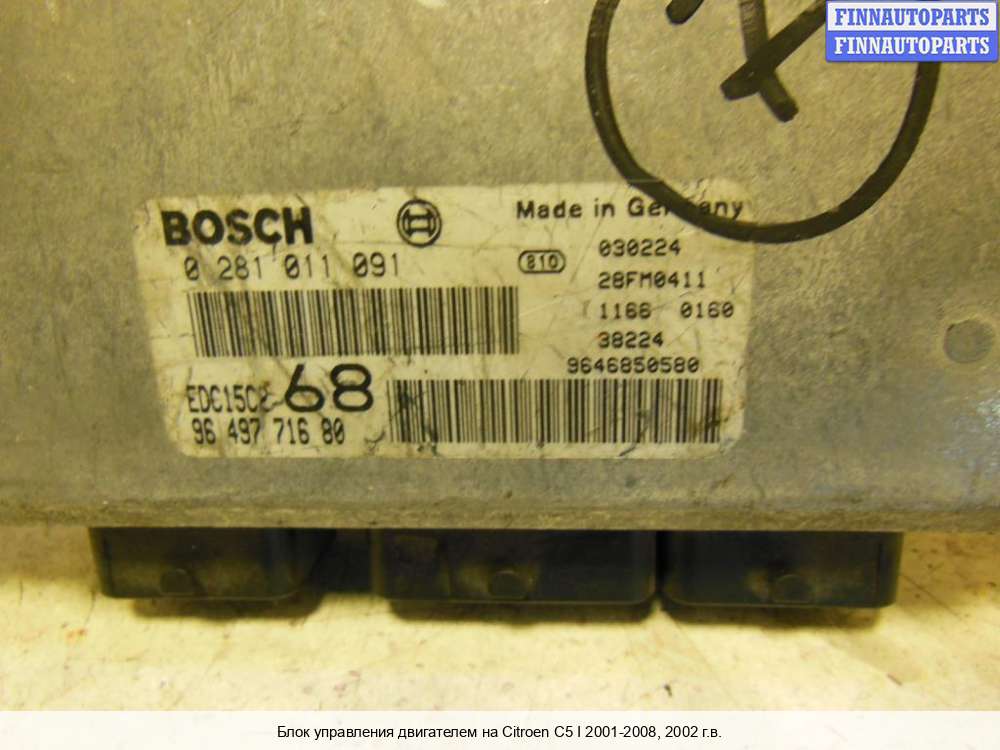 FINNAUTOPARTS
FINNAUTOPARTS
BOSCH
Made in Germany
0 281 011 091
810
030224
28FM0411
1166 0160
38224
9646850580
EDC15C2 68
96 497 716 80
Блок управления двигателем на Citroen C5 I 2001-2008, 2002 г.в.